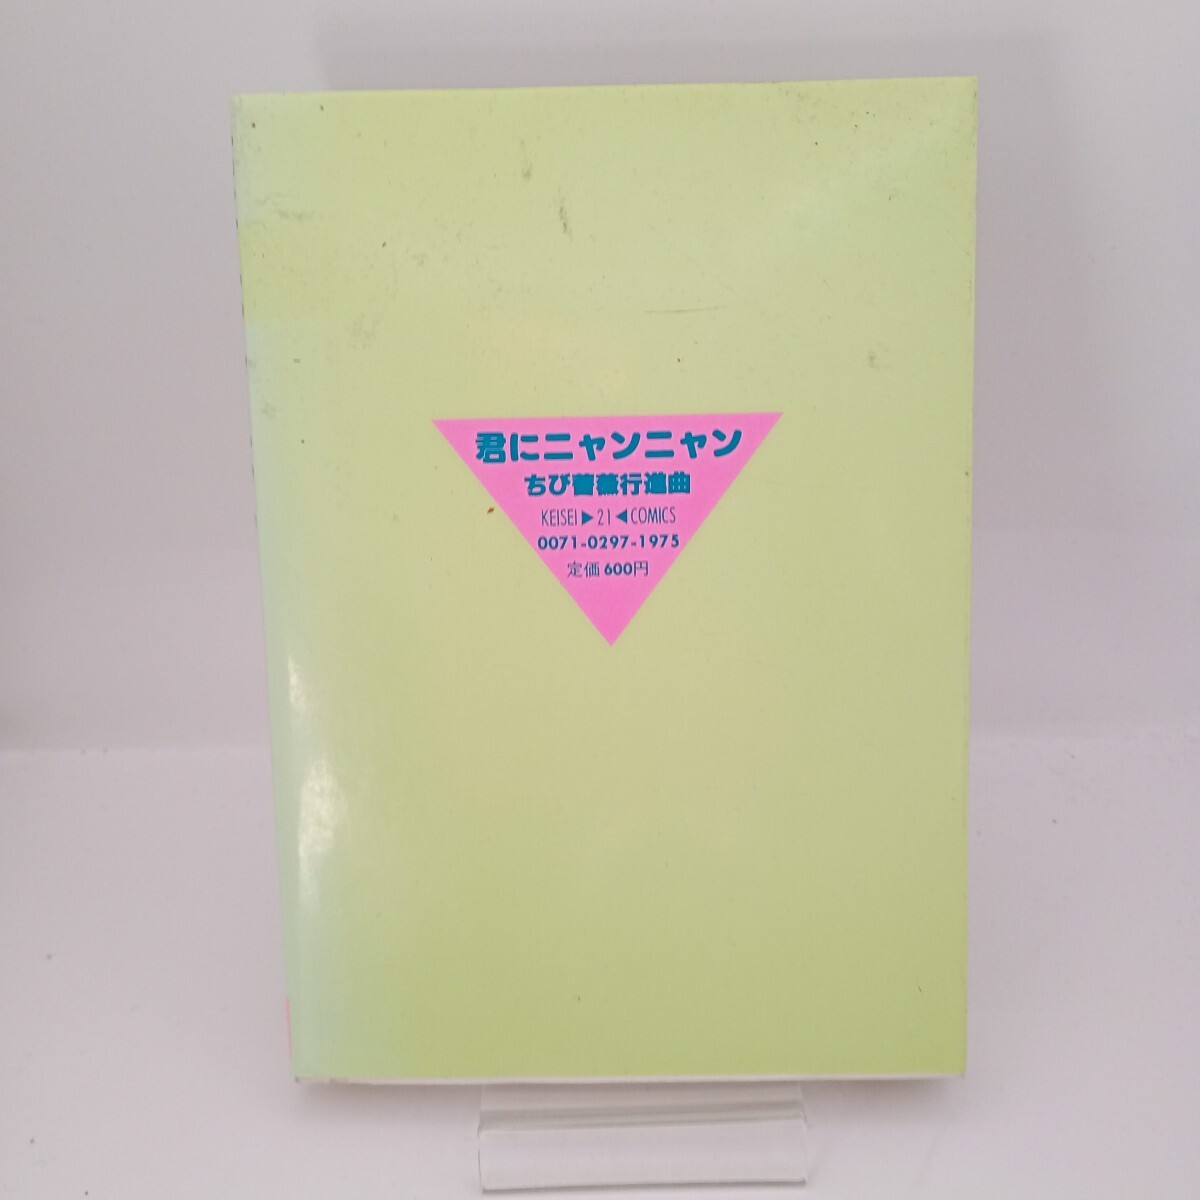 君にニャンニャン
ちび薔薇行進曲
KEISEI▶21◀COMICS
0071-0297-1975
定価600円